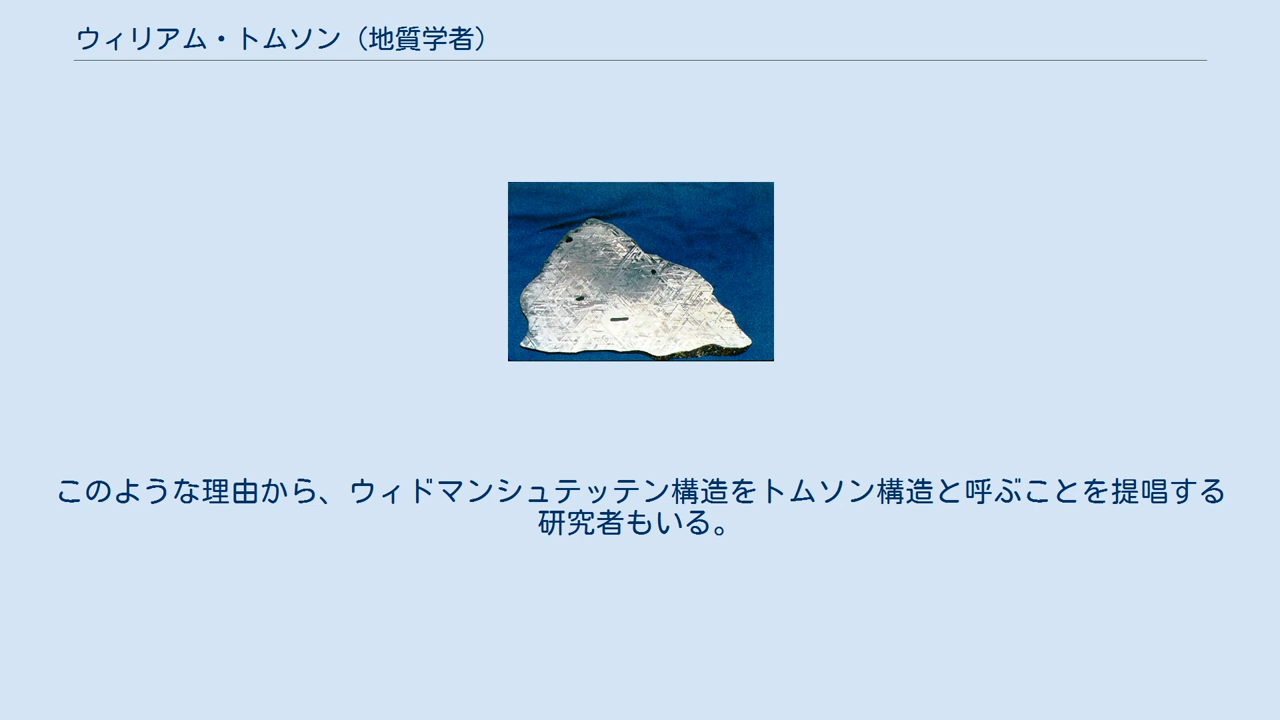 ウィリアム・トムソン（地質学者）
このような理由から、ウィドマンシュテッテン構造をトムソン構造と呼ぶことを提唱する
研究者もいる。